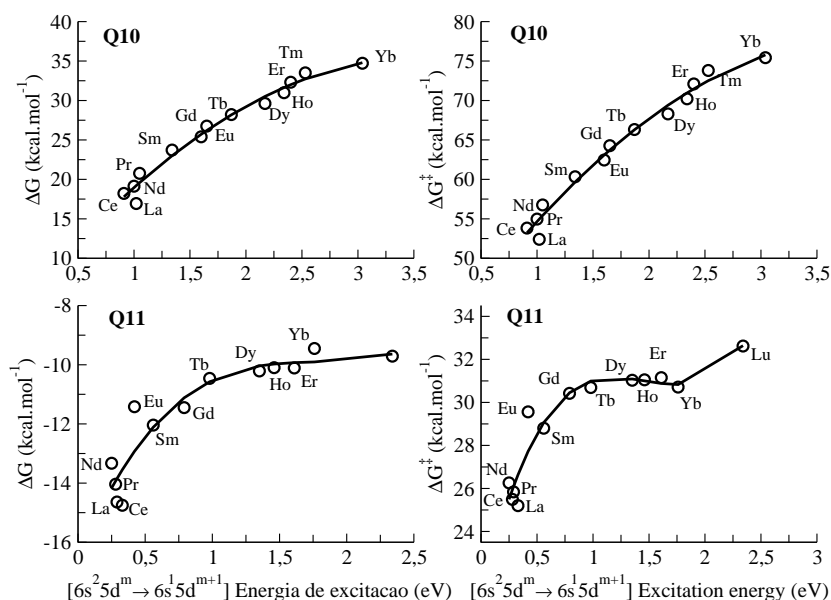 Q10
40
35
30
25
20
15
10
ΔG (kcal.mol⁻¹)
0,5 1 1,5 2 2,5 3 3,5
Ce
Pr
Nd
La
Sm
Gd
Eu
Tb
Dy
Er
Ho
Tm
Yb
Q10
80
75
70
65
60
55
50
ΔG‡‡ (kcal.mol⁻¹)
0,5 1 1,5 2 2,5 3 3,5
Ce
Nd
Pr
La
Sm
Gd
Eu
Tb
Dy
Er
Ho
Tm
Yb
Q11
-8
-10
-12
-14
-16
ΔG (kcal.mol⁻¹)
0 0,5 1 1,5 2 2,5
Nd
Pr
La
Ce
Eu
Sm
Gd
Tb
Dy
Ho
Er
Yb
[6s²5dᵐ→6s¹5dᵐ⁺¹] Energia de excitacao (eV)
Q11
34
32
30
28
26
24
ΔG‡‡ (kcal.mol⁻¹)
0 0,5 1 1,5 2 2,5 3
Nd
Ce
Pr
La
Eu
Sm
Gd
Tb
Dy
Ho
Er
Yb
Lu
[6s²5dᵐ→6s¹5dᵐ⁺¹] Excitation energy (eV)